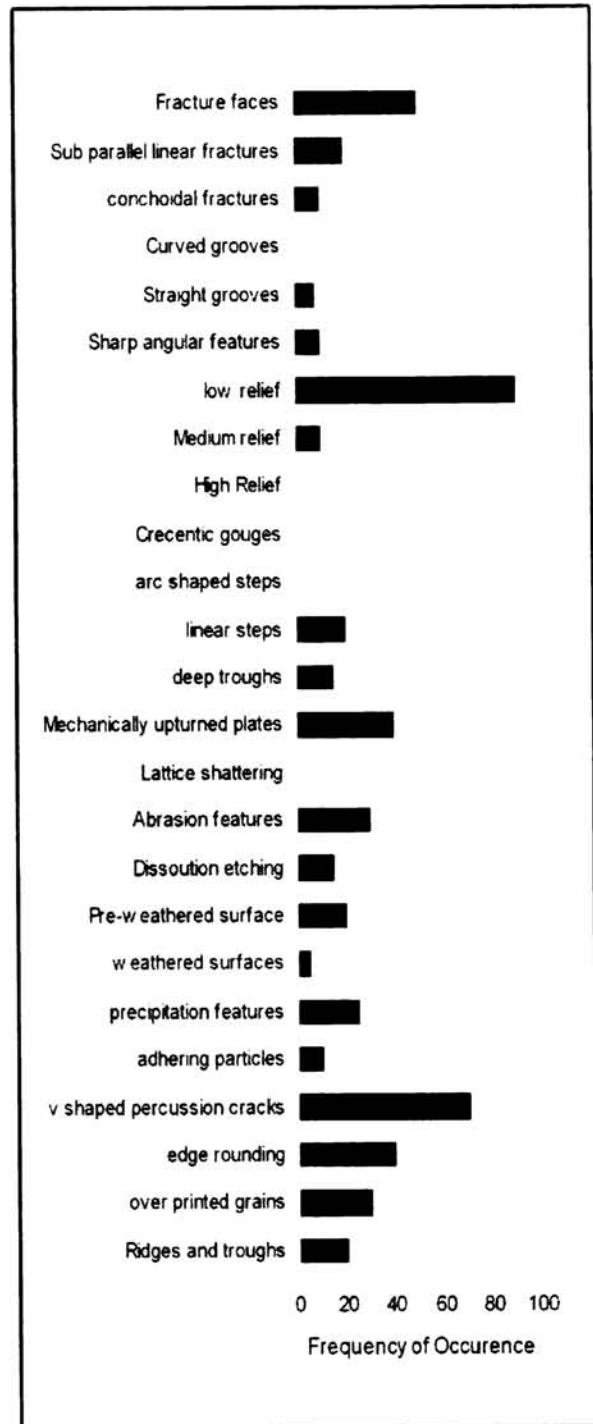 Fracture faces
Sub parallel linear fractures
conchoidal fractures
Curved grooves
Straight grooves
Sharp angular features
low relief
Medium relief
High Relief
Crecentic gouges
arc shaped steps
linear steps
deep troughs
Mechanically upturned plates
Lattice shattering
Abrasion features
Dissoution etching
Pre-weathered surface
weathered surfaces
precipitation features
adhering particles
v shaped percussion cracks
edge rounding
over printed grains
Ridges and troughs
0 20 40 60 80 100
Frequency of Occurence